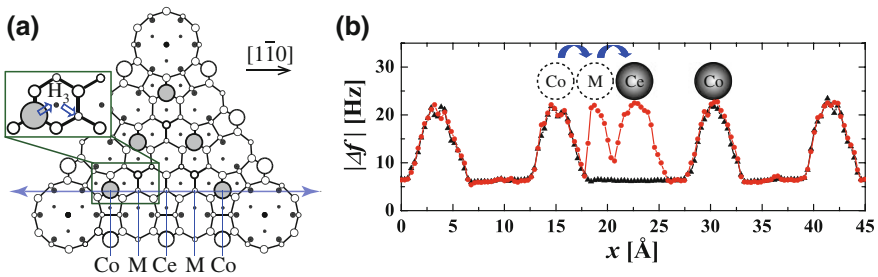 (a)
[11̅0]
H₃
Co M Ce M Co
(b)
Co M Ce Co
|Δf| [Hz]
30
20
10
0
0 5 10 15 20 25 30 35 40 45
x [Å]